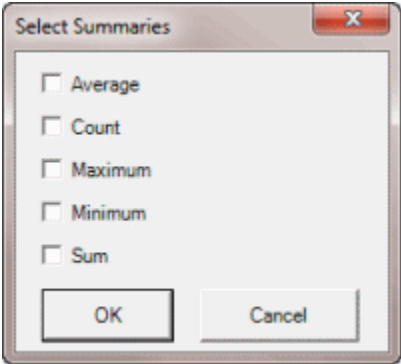 Select Summaries
Average
Count
Maximum
Minimum
Sum
OK Cancel